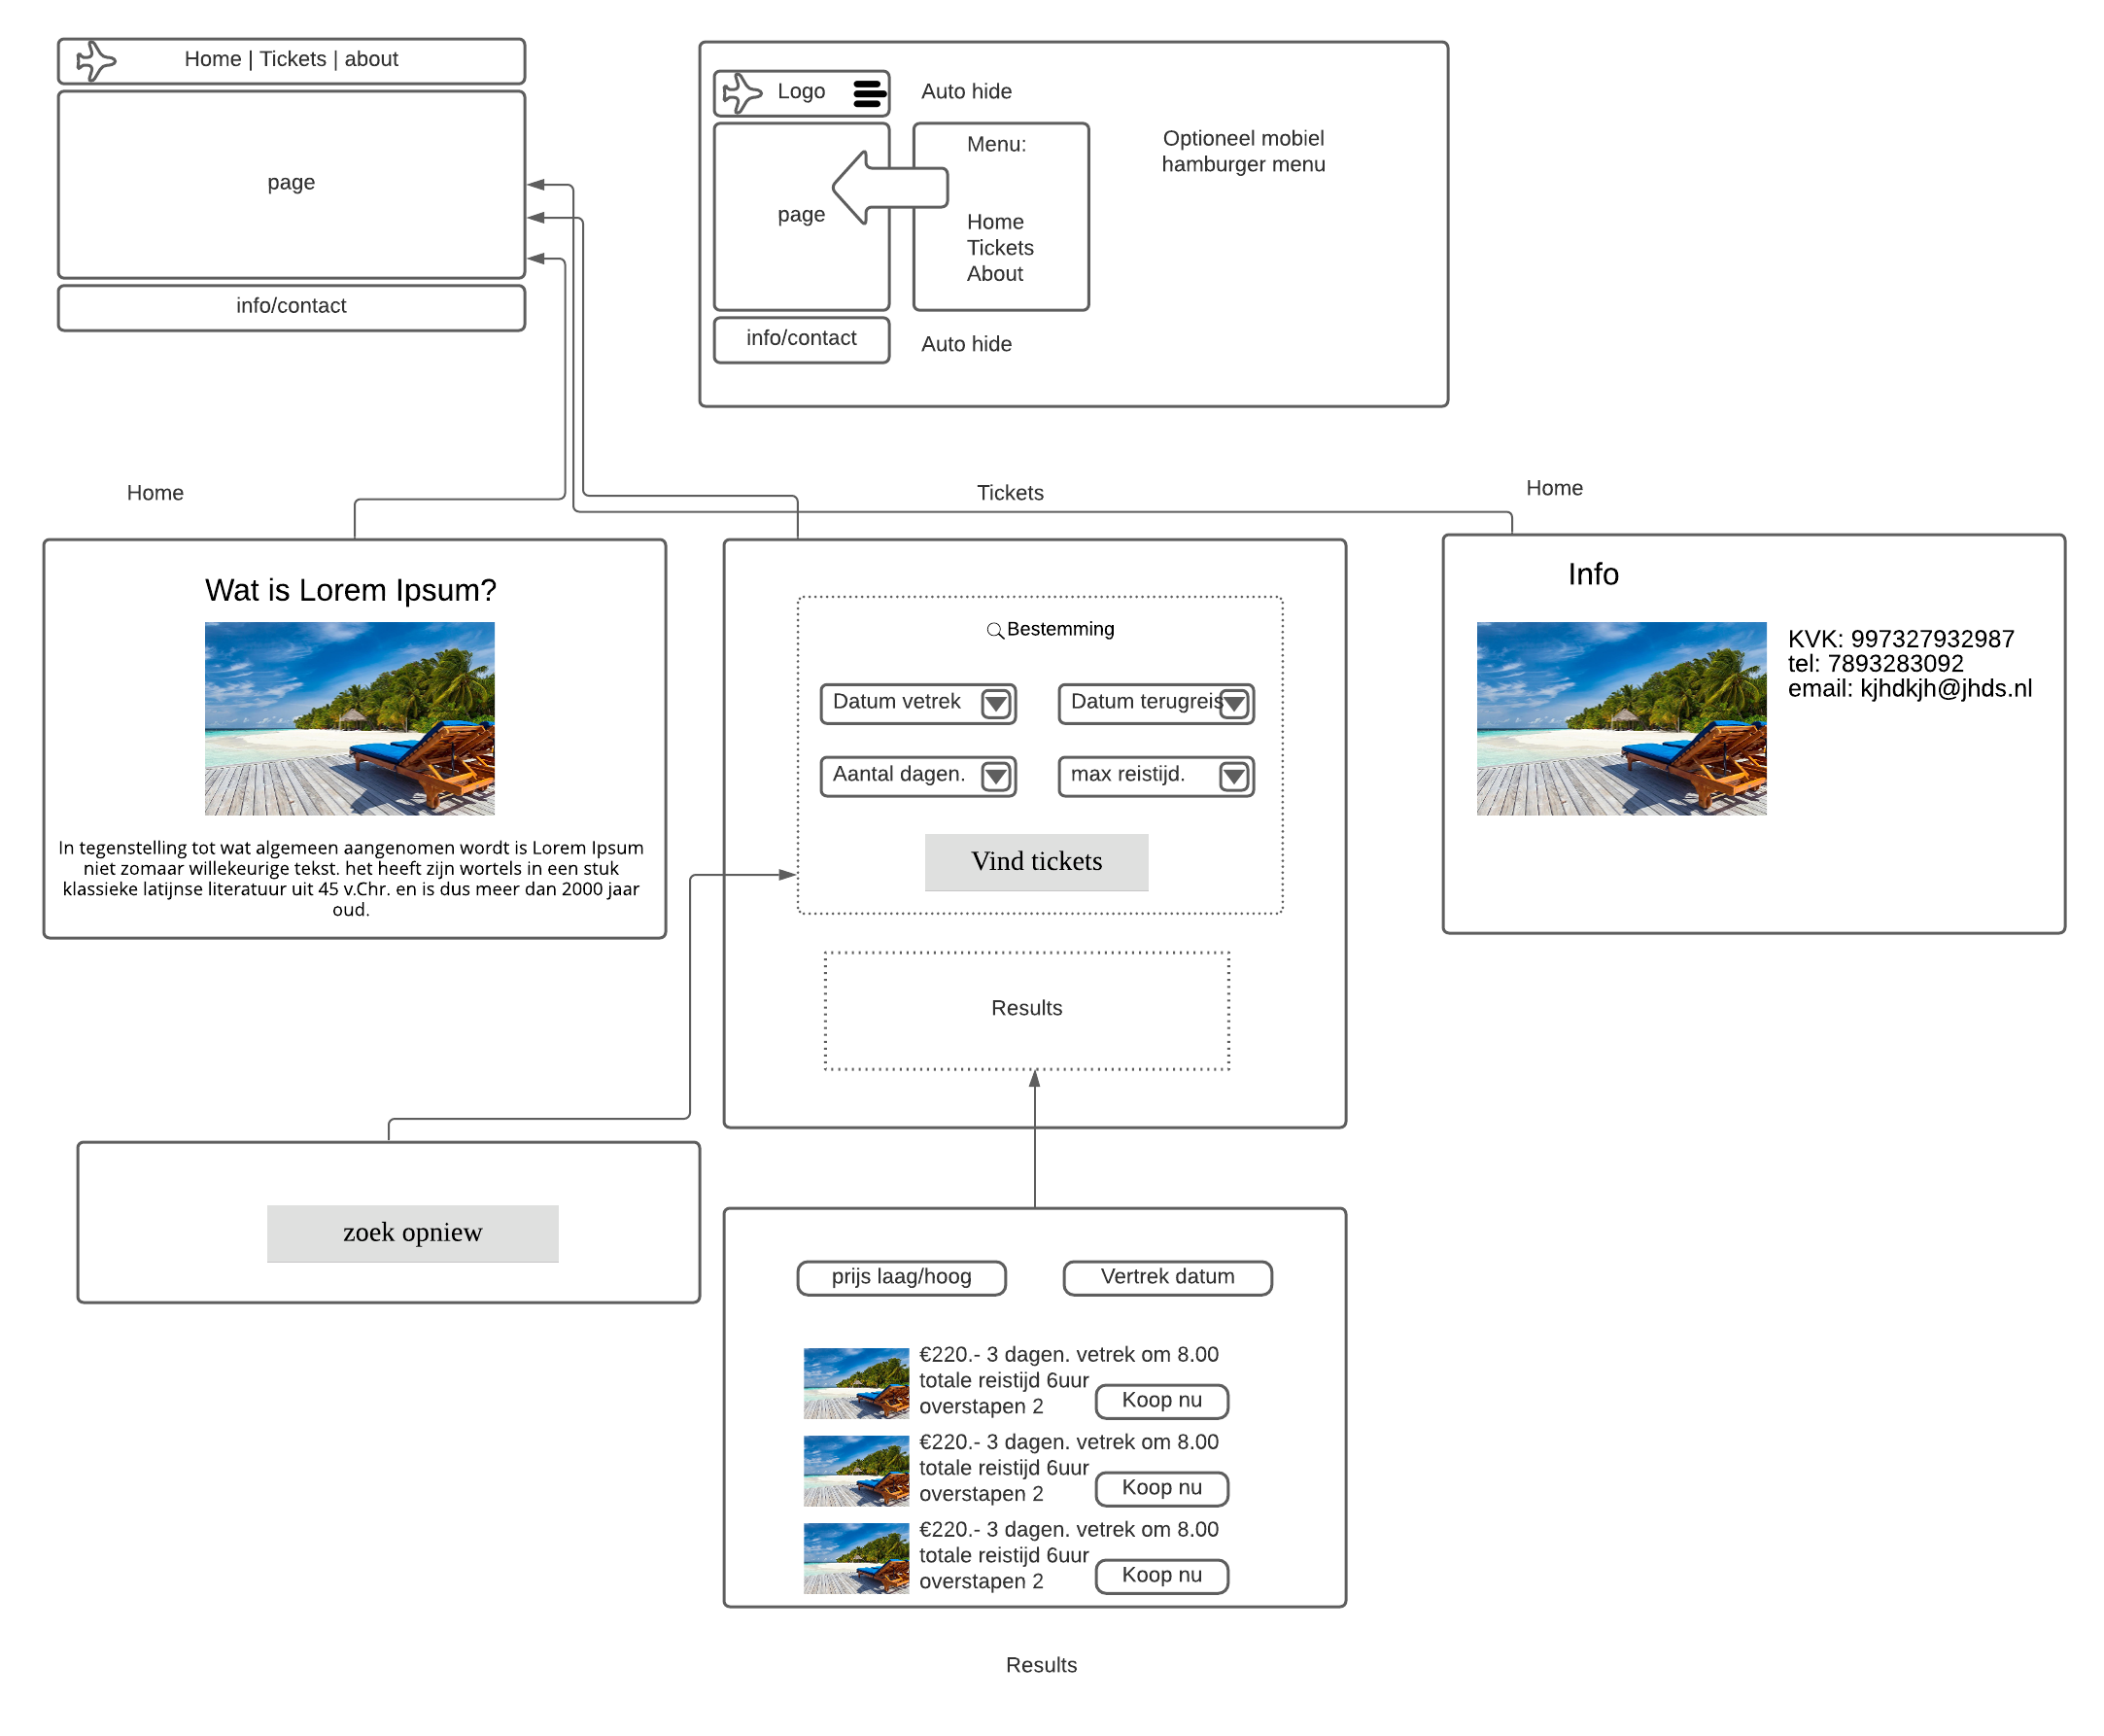 Home | Tickets | about
page
info/contact
Logo
Auto hide
Menu:
page
Home
Tickets
About
info/contact
Auto hide
Optioneel mobiel
hamburger menu
Home
Wat is Lorem Ipsum?
In tegenstelling tot wat algemeen aangenomen wordt is Lorem Ipsum
niet zomaar willekeurige tekst. het heeft zijn wortels in een stuk
klassieke latijnse literatuur uit 45 v.Chr. en is dus meer dan 2000 jaar
oud.
Tickets
Bestemming
Datum vetrek
Datum terugreis
Aantal dagen.
max reistijd.
Vind tickets
Results
Home
Info
KVK: 997327932987
tel: 7893283092
email: kjhdkjh@jhds.nl
zoek opniew
prijs laag/hoog
Vertrek datum
€220.- 3 dagen. vetrek om 8.00
totale reistijd 6uur
overstapen 2
Koop nu
€220.- 3 dagen. vetrek om 8.00
totale reistijd 6uur
overstapen 2
Koop nu
€220.- 3 dagen. vetrek om 8.00
totale reistijd 6uur
overstapen 2
Koop nu
Results